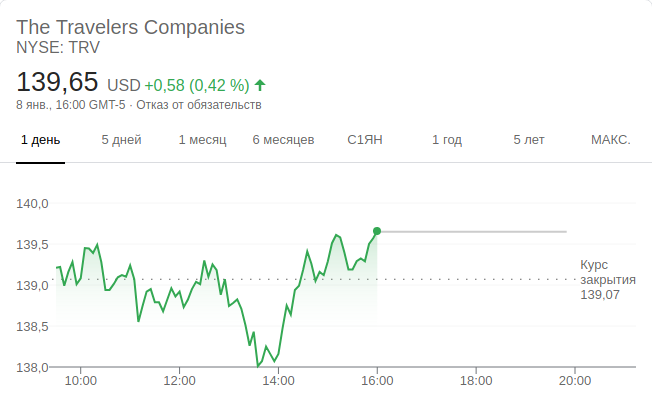 The Travelers Companies
NYSE: TRV
139,65 USD +0,58 (0,42 %)
8 янв., 16:00 GMT-5 · Отказ от обязательств
1 день 5 дней 1 месяц 6 месяцев С1ЯН 1 год 5 лет МАКС.
140,0
139,5
139,0
138,5
138,0
Курс
закрытия
139,07
10:00 12:00 14:00 16:00 18:00 20:00